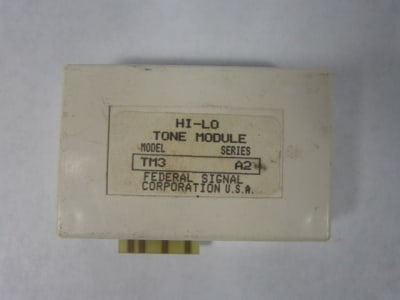 HI-LO
TONE MODULE
MODEL SERIES
TM3 A2
FEDERAL SIGNAL
CORPORATION U.S.A.